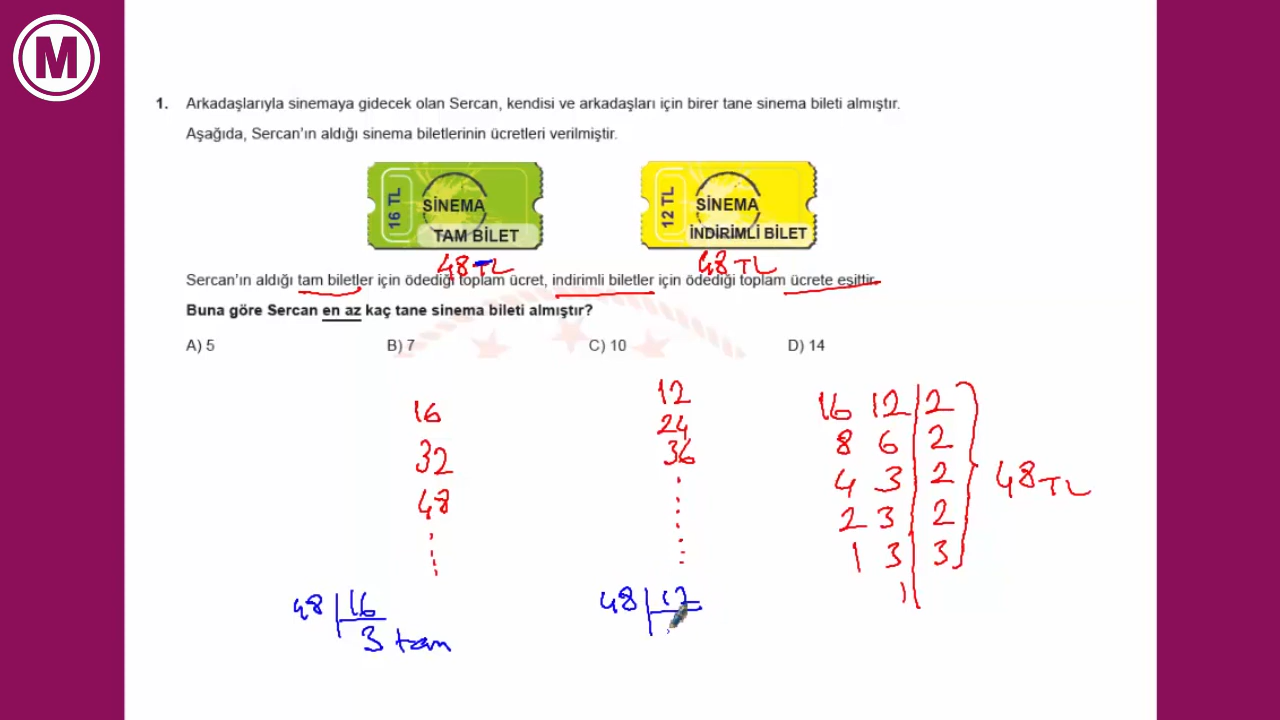 M
1. Arkadaşlarıyla sinemaya gidecek olan Sercan, kendisi ve arkadaşları için birer tane sinema bileti almıştır.
Aşağıda, Sercan'ın aldığı sinema biletlerinin ücretleri verilmiştir.
16 TL SİNEMA TAM BİLET
12 TL SİNEMA İNDİRİMLİ BİLET
48 TL 48 TL
Sercan'ın aldığı tam biletler için ödediği toplam ücret, indirimli biletler için ödediği toplam ücrete eşittir.
Buna göre Sercan en az kaç tane sinema bileti almıştır?
A) 5 B) 7 C) 10 D) 14
16
32
48
12
24
36
16 12 2
8 6 2
4 3 2
2 3 2
1 3 3
1
48 TL
48 16
3 tam
48 12